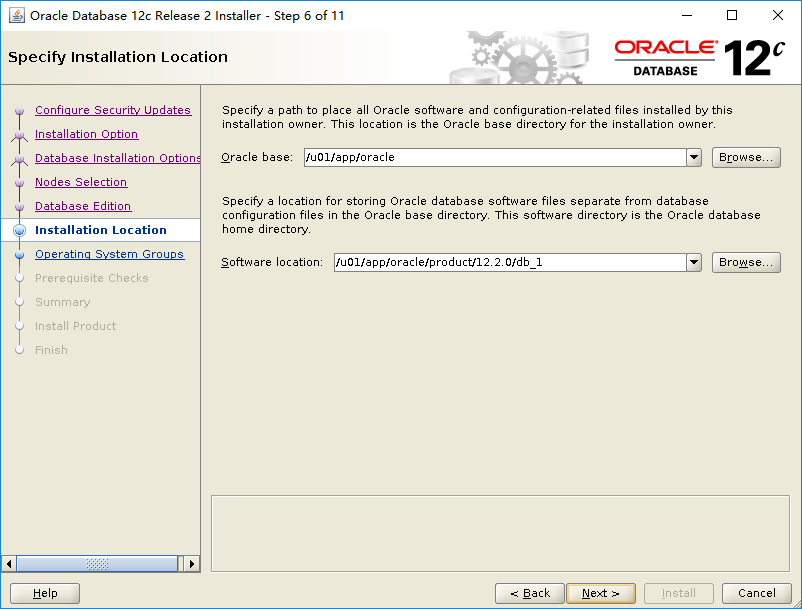 Oracle Database 12c Release 2 Installer - Step 6 of 11
Specify Installation Location
ORACLE
DATABASE
12c
Configure Security Updates
Installation Option
Database Installation Options
Nodes Selection
Database Edition
Installation Location
Operating System Groups
Prerequisite Checks
Summary
Install Product
Finish
Specify a path to place all Oracle software and configuration-related files installed by this
installation owner. This location is the Oracle base directory for the installation owner.
Oracle base: /u01/app/oracle Browse...
Specify a location for storing Oracle database software files separate from database
configuration files in the Oracle base directory. This software directory is the Oracle database
home directory.
Software location: /u01/app/oracle/product/12.2.0/db_1 Browse...
Help < Back Next > Install Cancel